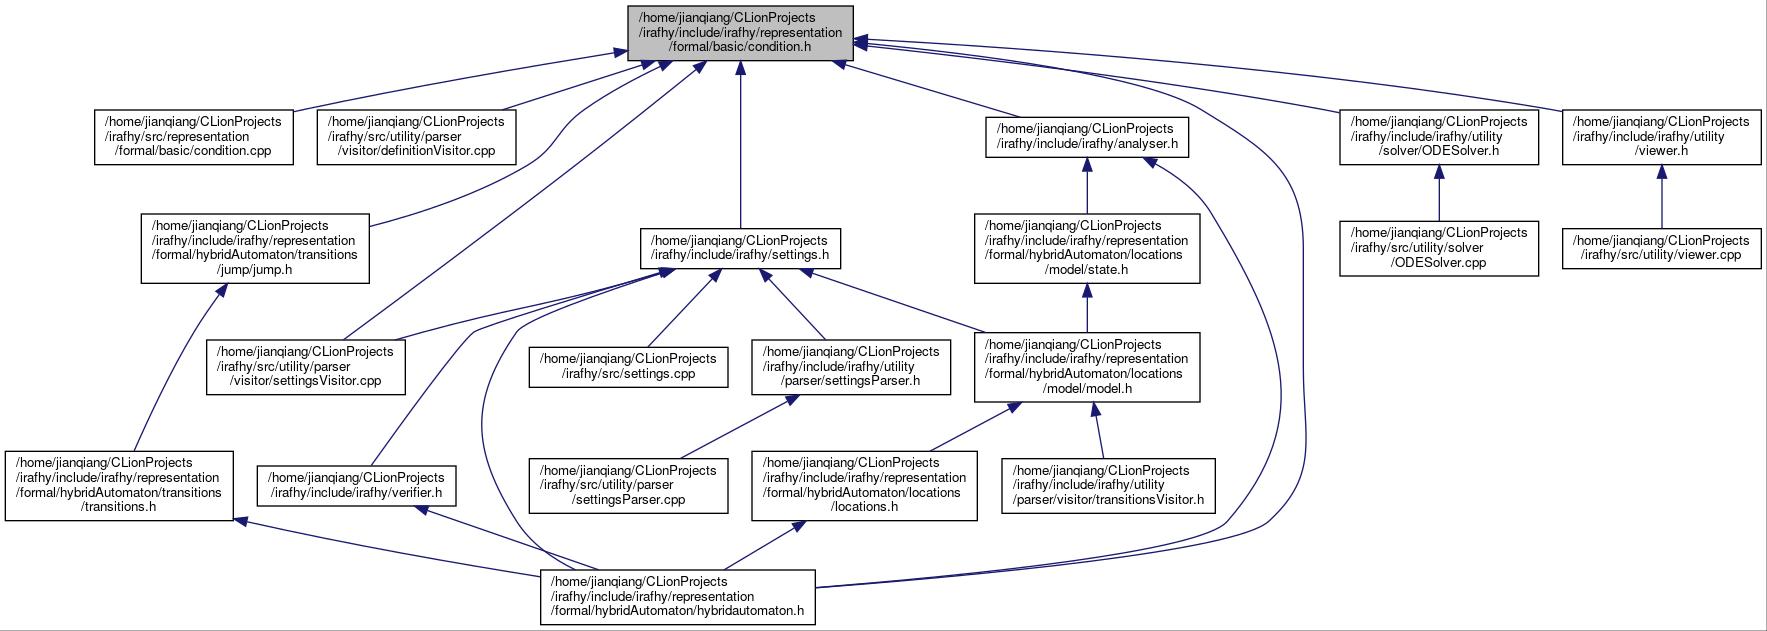 /home/jianqiang/CLionProjects
/irafhy/include/irafhy/representation
/formal/basic/condition.h
/home/jianqiang/CLionProjects
/irafhy/src/representation
/formal/basic/condition.cpp
/home/jianqiang/CLionProjects
/irafhy/src/utility/parser
/visitor/definitionVisitor.cpp
/home/jianqiang/CLionProjects
/irafhy/include/irafhy/analyser.h
/home/jianqiang/CLionProjects
/irafhy/include/irafhy/utility
/solver/ODESolver.h
/home/jianqiang/CLionProjects
/irafhy/include/irafhy/utility
/viewer.h
/home/jianqiang/CLionProjects
/irafhy/include/irafhy/representation
/formal/hybridAutomaton/transitions
/jump/jump.h
/home/jianqiang/CLionProjects
/irafhy/include/irafhy/settings.h
/home/jianqiang/CLionProjects
/irafhy/include/irafhy/representation
/formal/hybridAutomaton/locations
/model/state.h
/home/jianqiang/CLionProjects
/irafhy/src/utility/solver
/ODESolver.cpp
/home/jianqiang/CLionProjects
/irafhy/src/utility/viewer.cpp
/home/jianqiang/CLionProjects
/irafhy/src/utility/parser
/visitor/settingsVisitor.cpp
/home/jianqiang/CLionProjects
/irafhy/src/settings.cpp
/home/jianqiang/CLionProjects
/irafhy/include/irafhy/utility
/parser/settingsParser.h
/home/jianqiang/CLionProjects
/irafhy/include/irafhy/representation
/formal/hybridAutomaton/locations
/model/model.h
/home/jianqiang/CLionProjects
/irafhy/include/irafhy/representation
/formal/hybridAutomaton/transitions
/transitions.h
/home/jianqiang/CLionProjects
/irafhy/include/irafhy/verifier.h
/home/jianqiang/CLionProjects
/irafhy/src/utility/parser
/settingsParser.cpp
/home/jianqiang/CLionProjects
/irafhy/include/irafhy/representation
/formal/hybridAutomaton/locations
/locations.h
/home/jianqiang/CLionProjects
/irafhy/include/irafhy/utility
/parser/visitor/transitionsVisitor.h
/home/jianqiang/CLionProjects
/irafhy/include/irafhy/representation
/formal/hybridAutomaton/hybridautomaton.h